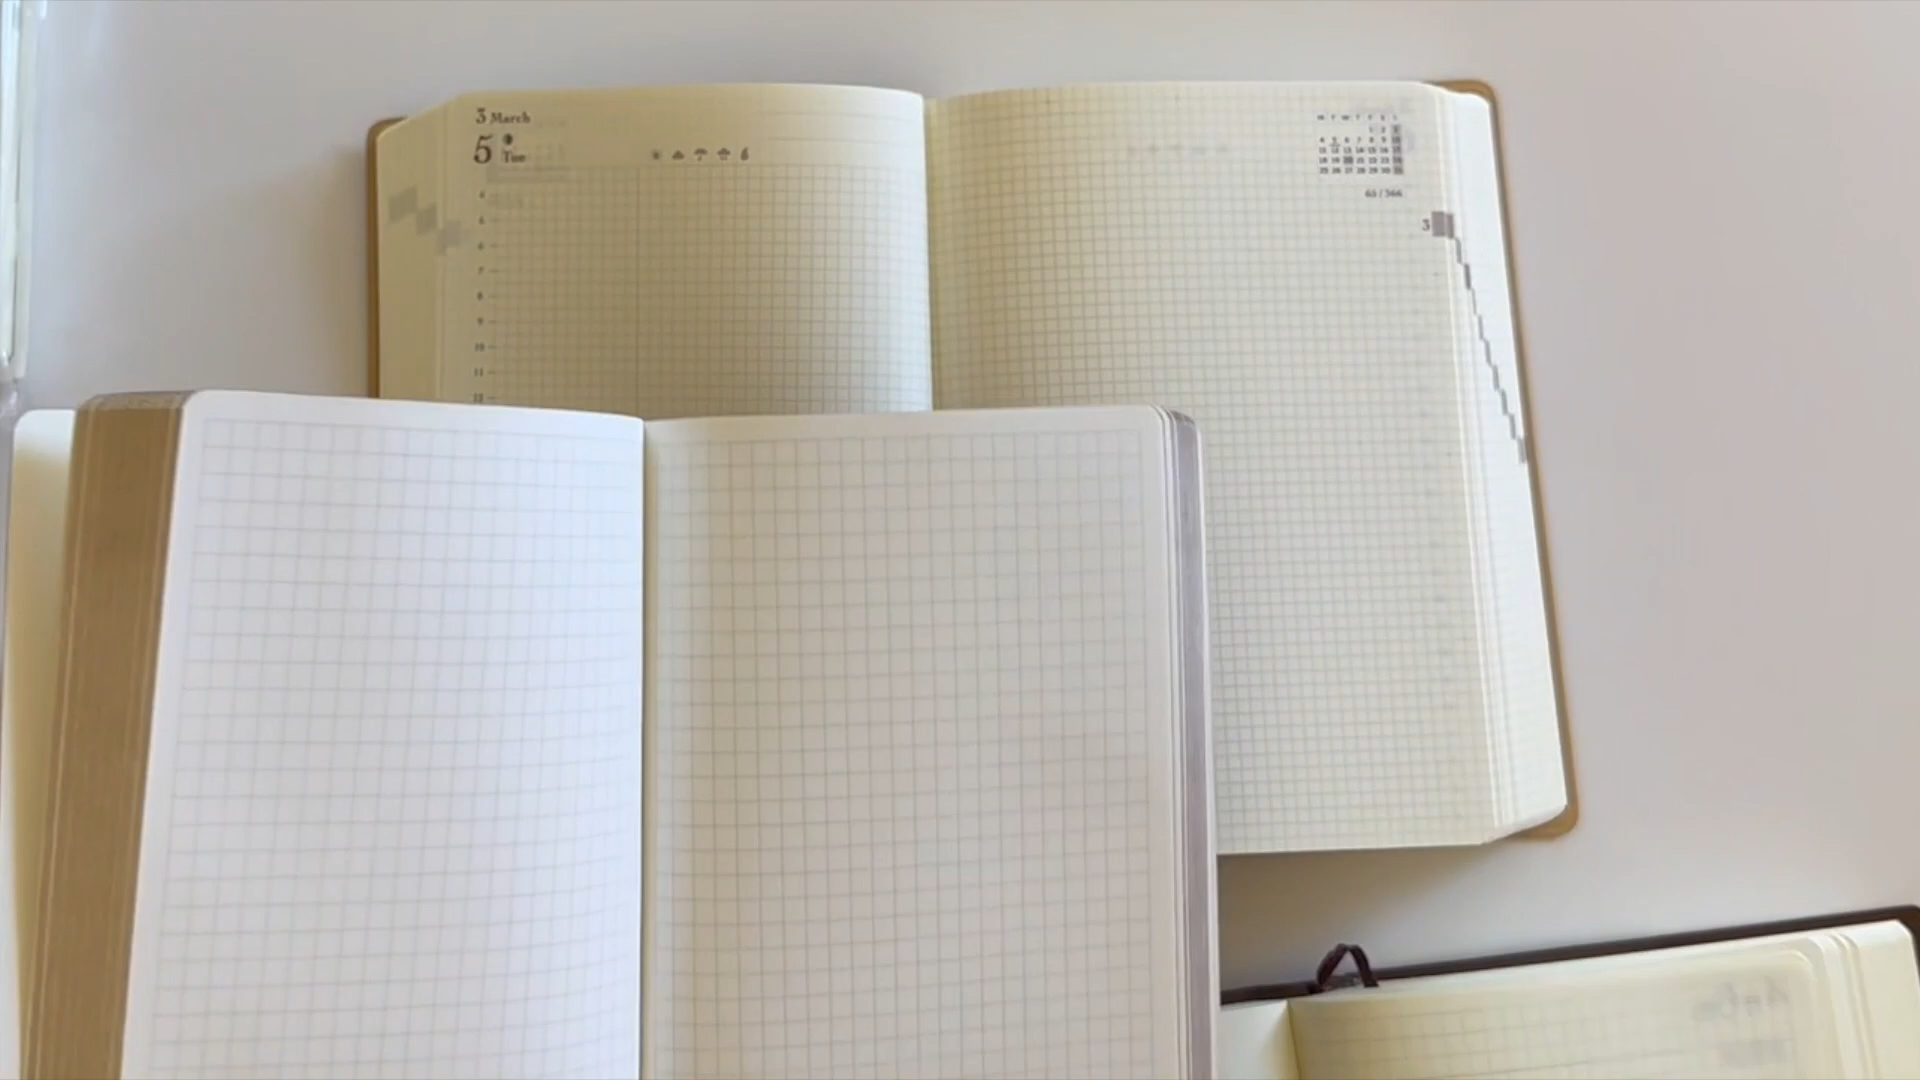 3 March
5
Tue
4
5
6
7
8
9
10
11
12
M T W T F S S
1 2 3
4 5 6 7 8 9 10
11 12 13 14 15 16 17
18 19 20 21 22 23 24
25 26 27 28 29 30 31
65 / 366
3